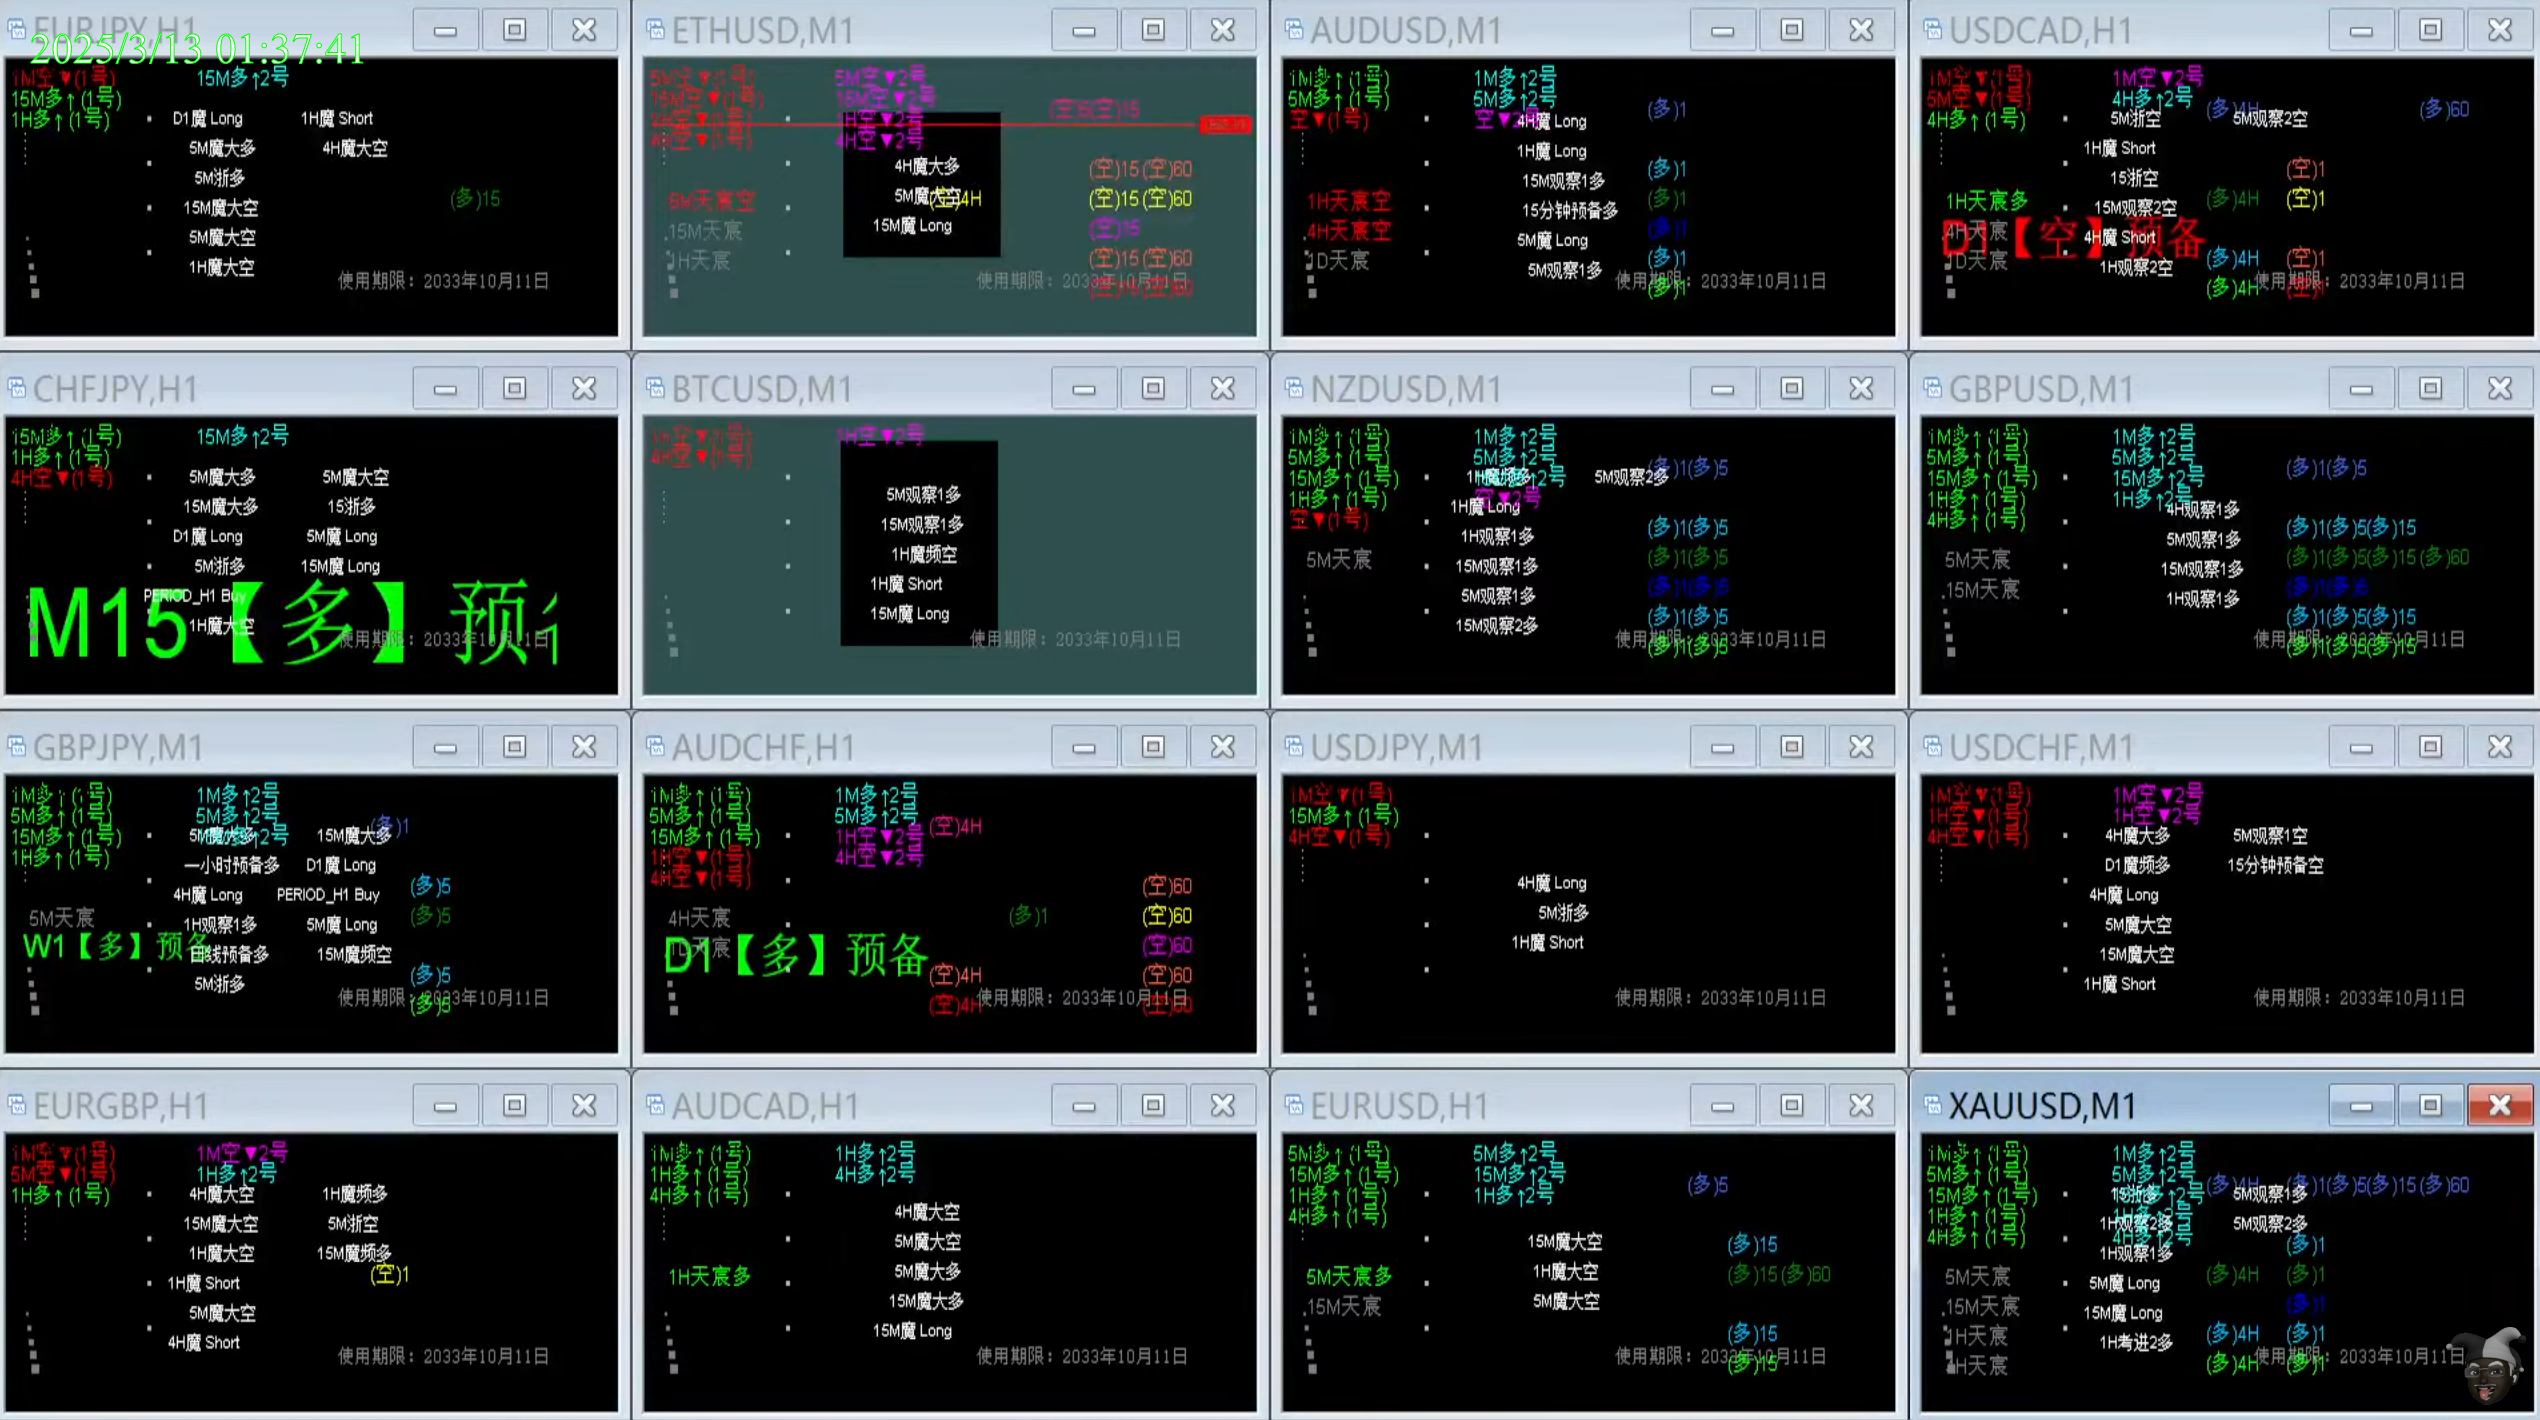 EURJPY,H1
2025/3/13 01:37:41
1M空▼(1号) 15M多↑2号
15M多↑(1号)
1H多↑(1号)
D1魔 Long 1H魔 Short
5M魔大多 4H魔大空
5M浙多
15M魔大空 (多)15
5M魔大空
1H魔大空
使用期限：2033年10月11日
ETHUSD,M1
5M空▼(1号) 5M空▼2号
15M空▼(1号) 15M空▼2号
1H空▼2号
4H空▼(1号) 4H空▼2号
4H魔大多 (空)15(空)60
5M天宸空 5M魔大空 (空)4H (空)15(空)60
15M天宸 15M魔 Long (空)15
1H天宸 (空)15(空)60
使用期限：2033年10月11日
AUDUSD,M1
1M多↑(1号) 1M多↑2号
5M多↑(1号) 5M多↑2号 (多)1
空▼(1号) 4H魔 Long
1H魔 Long
15M观察1多 (多)1
1H天宸空 15分钟预备多 (多)1
4H天宸空 5M魔 Long
1D天宸 5M观察1多 (多)1
使用期限：2033年10月11日 (多)1
USDCAD,H1
1M空▼(1号) 1M空▼2号
5M空▼(1号) 4H多↑2号 (多)4H (多)60
4H多↑(1号) 5M浙空 5M观察2空
1H魔 Short
15浙空 (空)1
1H天宸多 15M观察2空 (多)4H (空)1
4H天宸 4H魔 Short
D1【空】预备
1D天宸 1H观察2空 (多)4H (空)1
(多)4H 使用期限：2033年10月11日
CHFJPY,H1
15M多↑(1号) 15M多↑2号
1H多↑(1号)
4H空▼(1号)
5M魔大多 5M魔大空
15M魔大多 15浙多
D1魔 Long 5M魔 Long
5M浙多 15M魔 Long
PERIOD_H1 Buy
M15【多】预
1H魔大空
使用期限：2033年10月11日
BTCUSD,M1
1H空▼2号
4H空▼(1号)
5M观察1多
15M观察1多
1H魔频空
1H魔 Short
15M魔 Long
使用期限：2033年10月11日
NZDUSD,M1
1M多↑(1号) 1M多↑2号
5M多↑(1号) 5M多↑2号 (多)1(多)5
15M多↑(1号) 1H魔频多 5M观察2多
1H多↑(1号) 空▼2号
空▼(1号) 1H魔 Long
1H观察1多 (多)1(多)5
5M天宸 15M观察1多 (多)1(多)5
5M观察1多 (多)1(多)5
15M观察2多 (多)1(多)5
使用期限：2033年10月11日 (多)1(多)5
GBPUSD,M1
1M多↑(1号) 1M多↑2号
5M多↑(1号) 5M多↑2号 (多)1(多)5
15M多↑(1号) 15M多↑2号
1H多↑(1号) 1H多↑2号
4H多↑(1号) 4H观察1多
5M观察1多 (多)1(多)5(多)15
5M天宸 15M观察1多 (多)1(多)5(多)15(多)60
15M天宸 1H观察1多 (多)1(多)5
(多)1(多)5(多)15
使用期限：2033年10月11日 (多)1(多)5(多)15
GBPJPY,M1
1M多↑(1号) 1M多↑2号
5M多↑(1号) 5M多↑2号 (多)1
15M多↑(1号) 5M魔大多 15M魔大多
1H多↑(1号) 一小时预备多 D1魔 Long
4H魔 Long PERIOD_H1 Buy (多)5
5M天宸 1H观察1多 5M魔 Long (多)5
W1【多】预备 日线预备多 15M魔频空
5M浙多 (多)5
使用期限：2033年10月11日 (多)5
AUDCHF,H1
1M多↑(1号) 1M多↑2号
5M多↑(1号) 5M多↑2号 (空)4H
15M多↑(1号) 1H空▼2号
1H空▼(1号) 4H空▼2号
4H空▼(1号) (空)60
4H天宸 (多)1 (空)60
D1【多】预备 (空)60
1D天宸 (空)4H (空)60
(空)4H 使用期限：2033年10月11日 (空)60
USDJPY,M1
1M空▼(1号)
15M多↑(1号)
4H空▼(1号)
4H魔 Long
5M浙多
1H魔 Short
使用期限：2033年10月11日
USDCHF,M1
1M空▼(1号) 1M空▼2号
1H空▼(1号) 1H空▼2号
4H空▼(1号) 4H魔大多 5M观察1空
D1魔频多 15分钟预备空
4H魔 Long
5M魔大空
15M魔大空
1H魔 Short
使用期限：2033年10月11日
EURGBP,H1
1M空▼(1号) 1M空▼2号
5M空▼(1号) 1H多↑2号
1H多↑(1号) 4H魔大空 1H魔频多
15M魔大空 5M浙空
1H魔大空 15M魔频多
1H魔 Short (空)1
5M魔大空
4H魔 Short
使用期限：2033年10月11日
AUDCAD,H1
1M多↑(1号) 1H多↑2号
1H多↑(1号) 4H多↑2号
4H多↑(1号)
4H魔大空
5M魔大空
1H天宸多 5M魔大多
15M魔大多
15M魔 Long
使用期限：2033年10月11日
EURUSD,H1
5M多↑(1号) 5M多↑2号
15M多↑(1号) 15M多↑2号 (多)5
1H多↑(1号) 1H多↑2号
4H多↑(1号)
15M魔大空 (多)15
5M天宸多 1H魔大空 (多)15(多)60
15M天宸 5M魔大空
(多)15
使用期限：2033年10月11日 (多)15
XAUUSD,M1
1M多↑(1号) 1M多↑2号
5M多↑(1号) 5M多↑2号 (多)4H (多)1(多)5(多)15(多)60
15M多↑(1号) 15浙多 5M观察1多
1H多↑(1号) 1H观察2多 5M观察2多
4H多↑(1号) 4H多↑2号 (多)1
1H观察1多
5M天宸 5M魔 Long (多)4H (多)1
15M天宸 15M魔 Long (多)1
1H天宸 1H考进2多 (多)4H (多)1
4H天宸 (多)4H 使用期限：2033年10月11日 (多)1